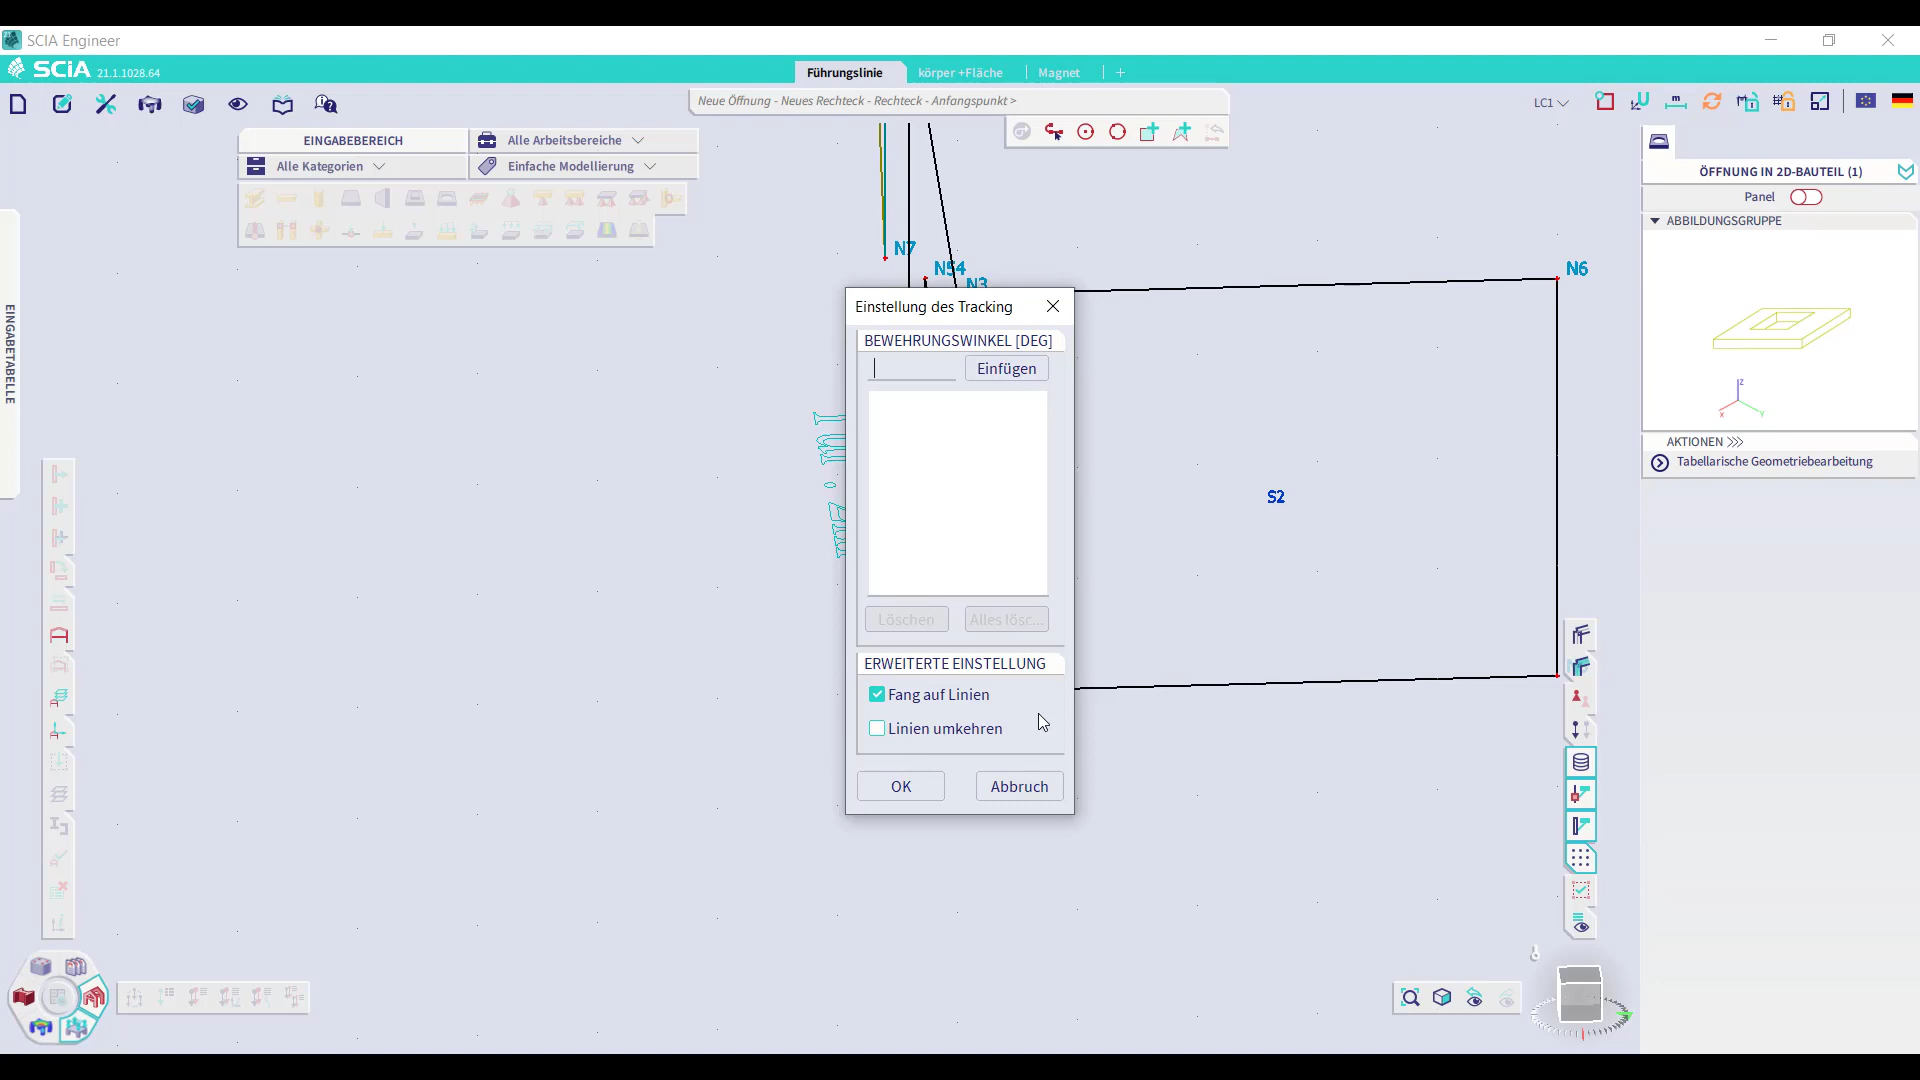 SCIA Engineer
SCiA 21.1.1028.64
Führungslinie
körper +Fläche
Magnet
+
Neue Öffnung - Neues Rechteck - Rechteck - Anfangspunkt >
LC1
EINGABEBEREICH
Alle Arbeitsbereiche
Alle Kategorien
Einfache Modellierung
ÖFFNUNG IN 2D-BAUTEIL (1)
Panel
ABBILDUNGSGRUPPE
Z
X
Y
AKTIONEN >>>
Tabellarische Geometriebearbeitung
EINGABETABELLE
N7
N54
N3
N6
S2
Einstellung des Tracking
BEWEHRUNGSWINKEL [DEG]
Einfügen
Löschen
Alles lösc...
ERWEITERTE EINSTELLUNG
Fang auf Linien
Linien umkehren
OK
Abbruch